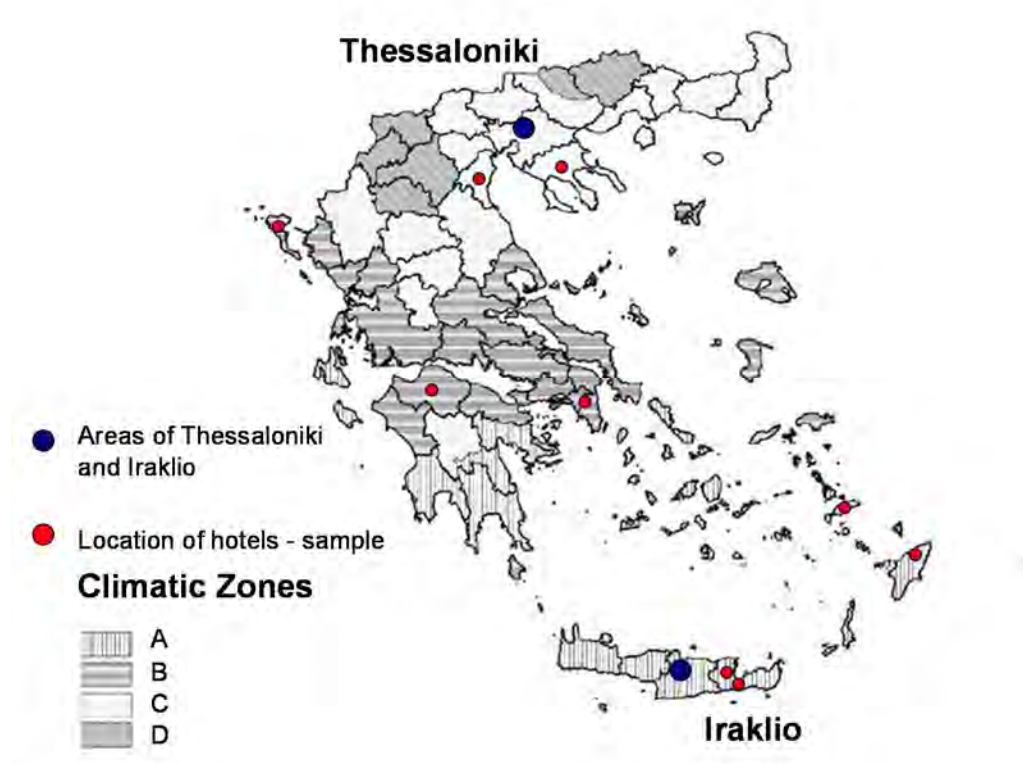 Thessaloniki
Areas of Thessaloniki
and Iraklio
Location of hotels - sample
Climatic Zones
A
B
C
D
Iraklio